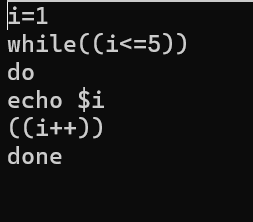 i=1
while((i<=5))
do
echo $i
((i++))
done